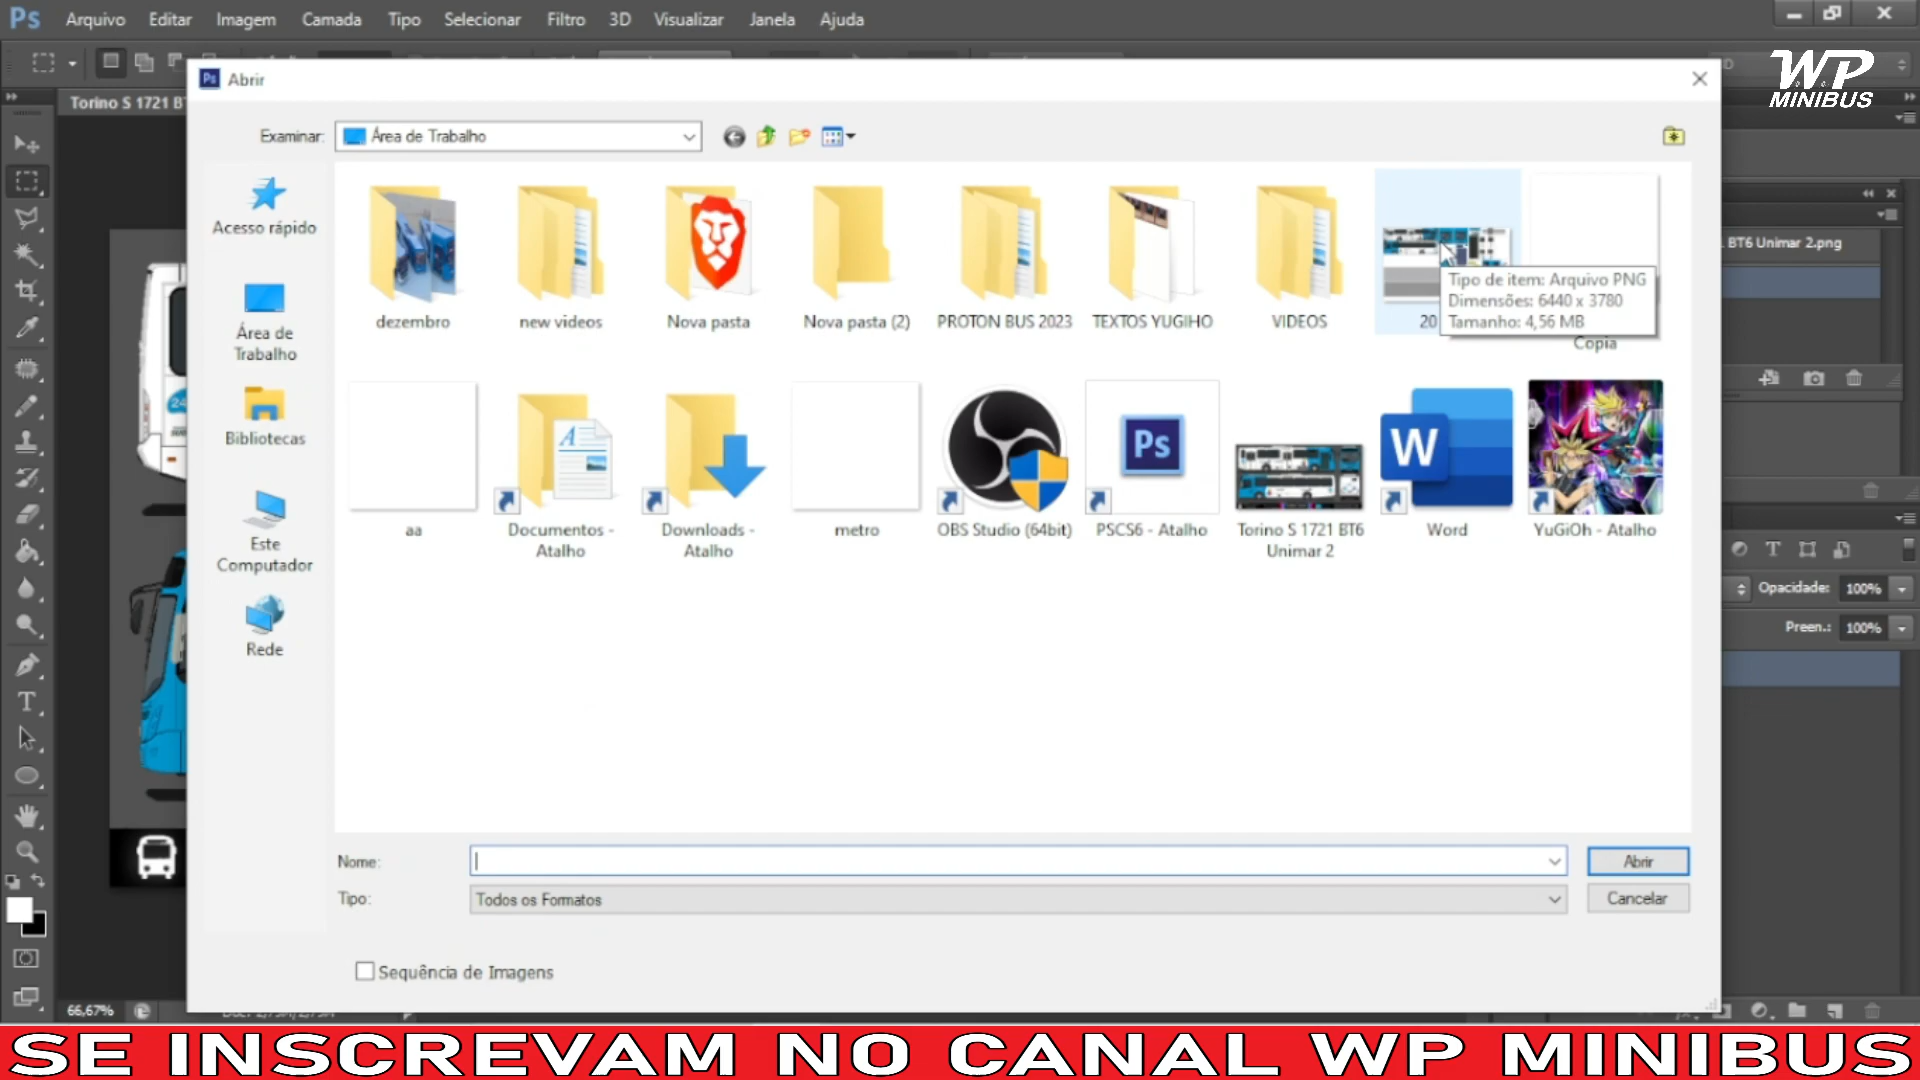 Ps Arquivo Editar Imagem Camada Tipo Selecionar Filtro 3D Visualizar Janela Ajuda
WP
MINIBUS
Torino S 1721 BT
Ps Abrir
Examinar: Área de Trabalho
Acesso rápido
Área de
Trabalho
Bibliotecas
Este
Computador
Rede
dezembro
new videos
Nova pasta
Nova pasta (2)
PROTON BUS 2023
TEXTOS YUGIHO
VIDEOS
20
Tipo de item: Arquivo PNG
Dimensões: 6440 x 3780
Tamanho: 4,56 MB
Copia
aa
Documentos -
Atalho
Downloads -
Atalho
metro
OBS Studio (64bit)
Ps
PSCS6 - Atalho
Torino S 1721 BT6
Unimar 2
W
Word
YuGiOh - Atalho
Nome:
Abrir
Tipo: Todos os Formatos
Cancelar
Sequência de Imagens
BT6 Unimar 2.png
Opacidade: 100%
Preen.: 100%
24
66,67%
SE INSCREVAM NO CANAL WP MINIBUS